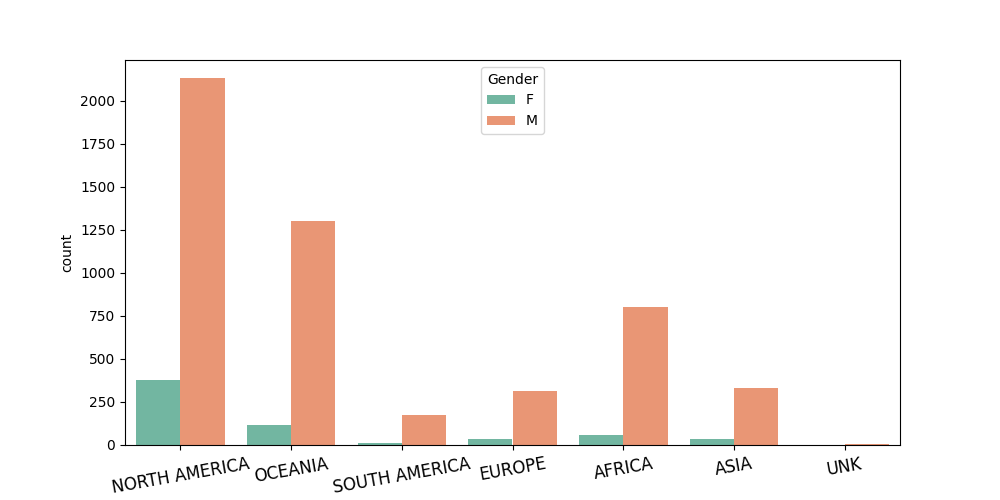 Gender
F
M
2000
1750
1500
1250
1000
750
500
250
0
count
NORTH AMERICA
OCEANIA
SOUTH AMERICA
EUROPE
AFRICA
ASIA
UNK